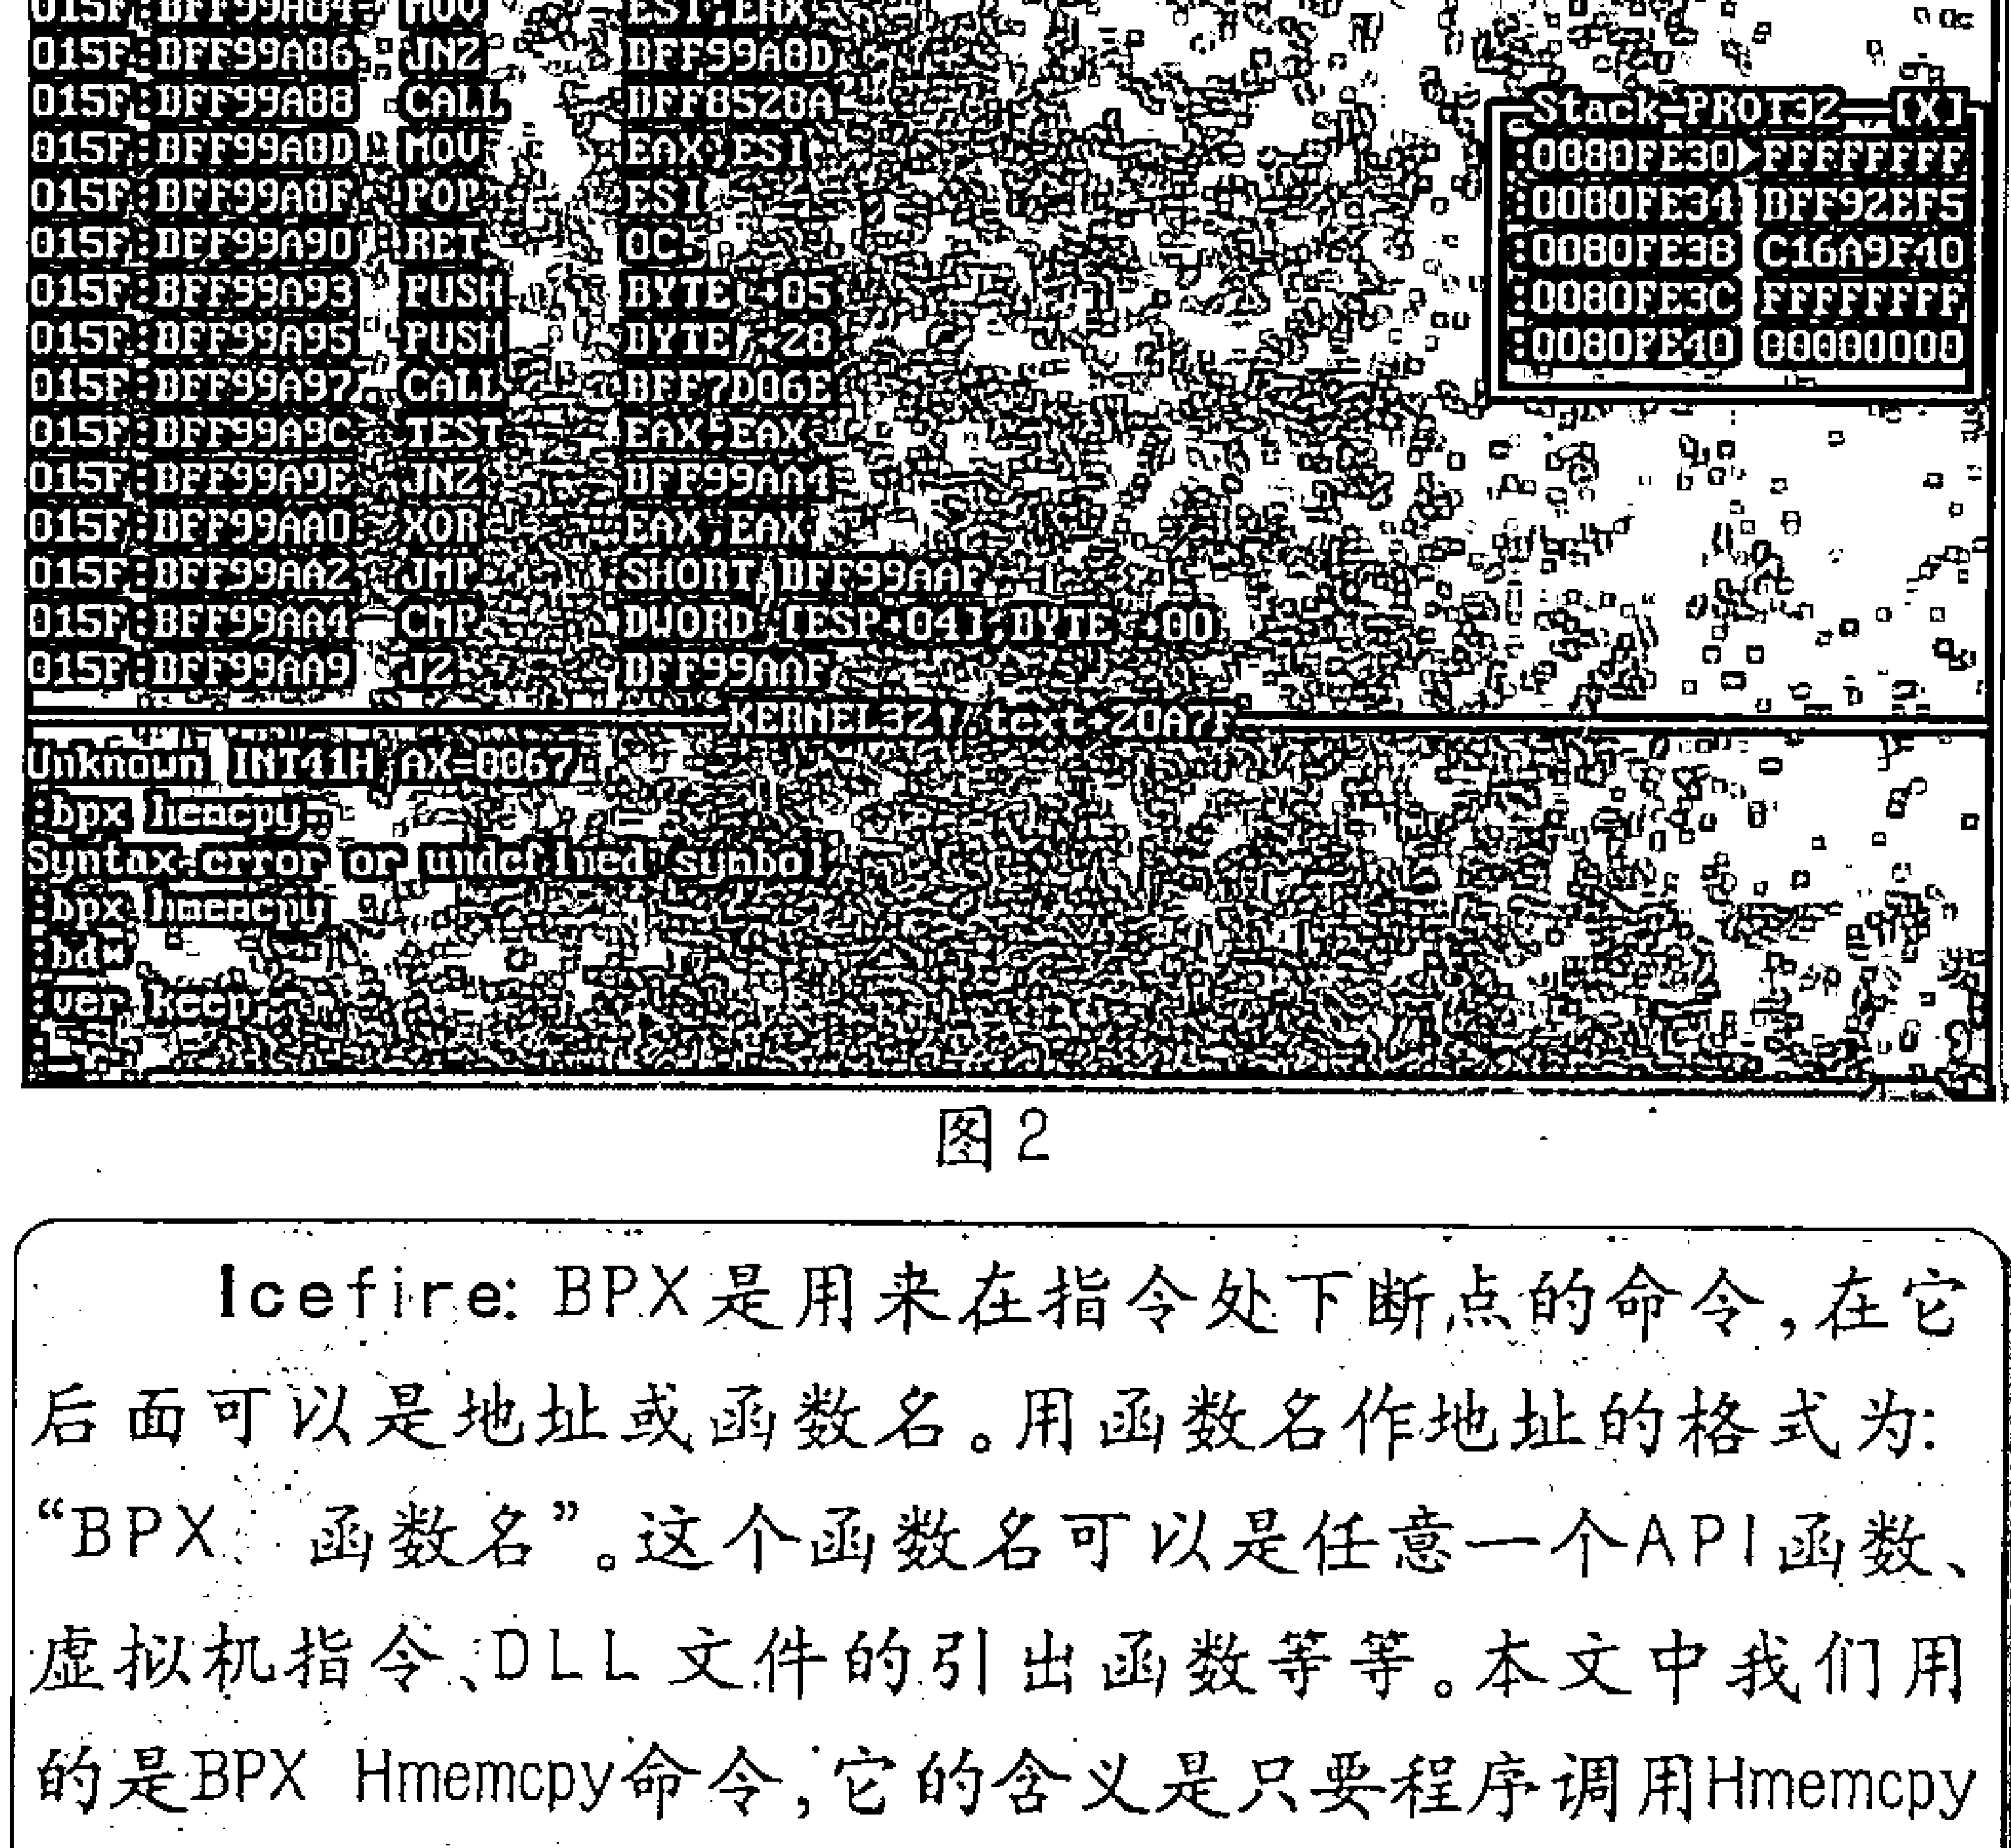 015F:BFF99A84 MOV ESI,EAX
015F:BFF99A86 JNZ BFF99A8D
015F:BFF99A88 CALL BFF8528A
015F:BFF99A8D MOV EAX,ESI
015F:BFF99A8F POP ESI
015F:BFF99A90 RET 0C
015F:BFF99A93 PUSH BYTE +05
015F:BFF99A95 PUSH BYTE +28
015F:BFF99A97 CALL BFF7D06E
015F:BFF99A9C TEST EAX,EAX
015F:BFF99A9E JNZ BFF99AA4
015F:BFF99AA0 XOR EAX,EAX
015F:BFF99AA2 JMP SHORT BFF99AAF
015F:BFF99AA4 CMP DWORD [ESP+04],BYTE +00
015F:BFF99AA9 JZ BFF99AAF
Stack-PROT32—[X]
:0080FE30 FFFFFFFF
:0080FE34 BFF92EF5
:0080FE38 C16A9F40
:0080FE3C FFFFFFFF
:0080FE40 00000000
KERNEL32!.text+20A7F
Unknown INT41H,AX=0067
:bpx hemcpy
Syntax error or undefined symbol
:bpx hmemcpy
:bd*
:ver keep
:
图2
Icefire: BPX是用来在指令处下断点的命令,在它
后面可以是地址或函数名。用函数名作地址的格式为:
“BPX 函数名”。这个函数名可以是任意一个API函数、
虚拟机指令、DLL 文件的引出函数等等。本文中我们用
的是BPX Hmemcpy命令,它的含义是只要程序调用Hmemcpy